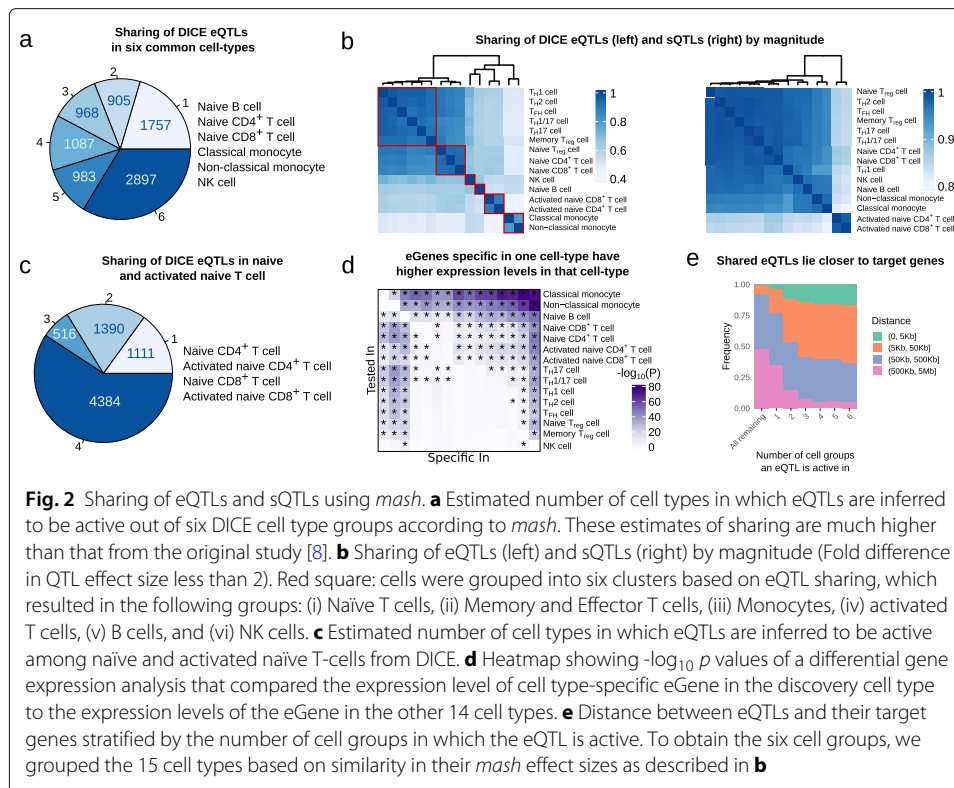 a
Sharing of DICE eQTLs
in six common cell-types
2
3
1
4
5
6
905
968
1757
1087
983
2897
Naive B cell
Naive CD4+ T cell
Naive CD8+ T cell
Classical monocyte
Non-classical monocyte
NK cell
b
Sharing of DICE eQTLs (left) and sQTLs (right) by magnitude
TH1 cell
TH2 cell
TFH cell
TH1/17 cell
TH17 cell
Memory Treg cell
Naive Treg cell
Naive CD4+ T cell
Naive CD8+ T cell
NK cell
Naive B cell
Activated naive CD8+ T cell
Activated naive CD4+ T cell
Classical monocyte
Non−classical monocyte
1
0.8
0.6
0.4
Naive Treg cell
TH2 cell
TFH cell
Memory Treg cell
TH17 cell
TH1/17 cell
Naive CD4+ T cell
Naive CD8+ T cell
TH1 cell
NK cell
Naive B cell
Non−classical monocyte
Classical monocyte
Activated naive CD4+ T cell
Activated naive CD8+ T cell
1
0.9
0.8
c
Sharing of DICE eQTLs in naive
and activated naive T cell
2
3
1
4
1390
516
1111
4384
Naive CD4+ T cell
Activated naive CD4+ T cell
Naive CD8+ T cell
Activated naive CD8+ T cell
d
eGenes specific in one cell-type have
higher expression levels in that cell-type
Tested In
Classical monocyte
Non−classical monocyte
Naive B cell
Naive CD8+ T cell
Naive CD4+ T cell
Activated naive CD4+ T cell
Activated naive CD8+ T cell
TH17 cell
TH1/17 cell
TH1 cell
TH2 cell
TFH cell
Naive Treg cell
Memory Treg cell
NK cell
Specific In
-log10(P)
80
60
40
20
0
e
Shared eQTLs lie closer to target genes
Frequency
1.00
0.75
0.50
0.25
0.00
All remaining
1
2
3
4
5
6
Number of cell groups
an eQTL is active in
Distance
(0, 5Kb]
(5Kb, 50Kb]
(50Kb, 500Kb]
(500Kb, 5Mb]
Fig. 2 Sharing of eQTLs and sQTLs using mash. a Estimated number of cell types in which eQTLs are inferred
to be active out of six DICE cell type groups according to mash. These estimates of sharing are much higher
than that from the original study [8]. b Sharing of eQTLs (left) and sQTLs (right) by magnitude (Fold difference
in QTL effect size less than 2). Red square: cells were grouped into six clusters based on eQTL sharing, which
resulted in the following groups: (i) Naïve T cells, (ii) Memory and Effector T cells, (iii) Monocytes, (iv) activated
T cells, (v) B cells, and (vi) NK cells. c Estimated number of cell types in which eQTLs are inferred to be active
among naïve and activated naïve T-cells from DICE. d Heatmap showing -log10 p values of a differential gene
expression analysis that compared the expression level of cell type-specific eGene in the discovery cell type
to the expression levels of the eGene in the other 14 cell types. e Distance between eQTLs and their target
genes stratified by the number of cell groups in which the eQTL is active. To obtain the six cell groups, we
grouped the 15 cell types based on similarity in their mash effect sizes as described in b